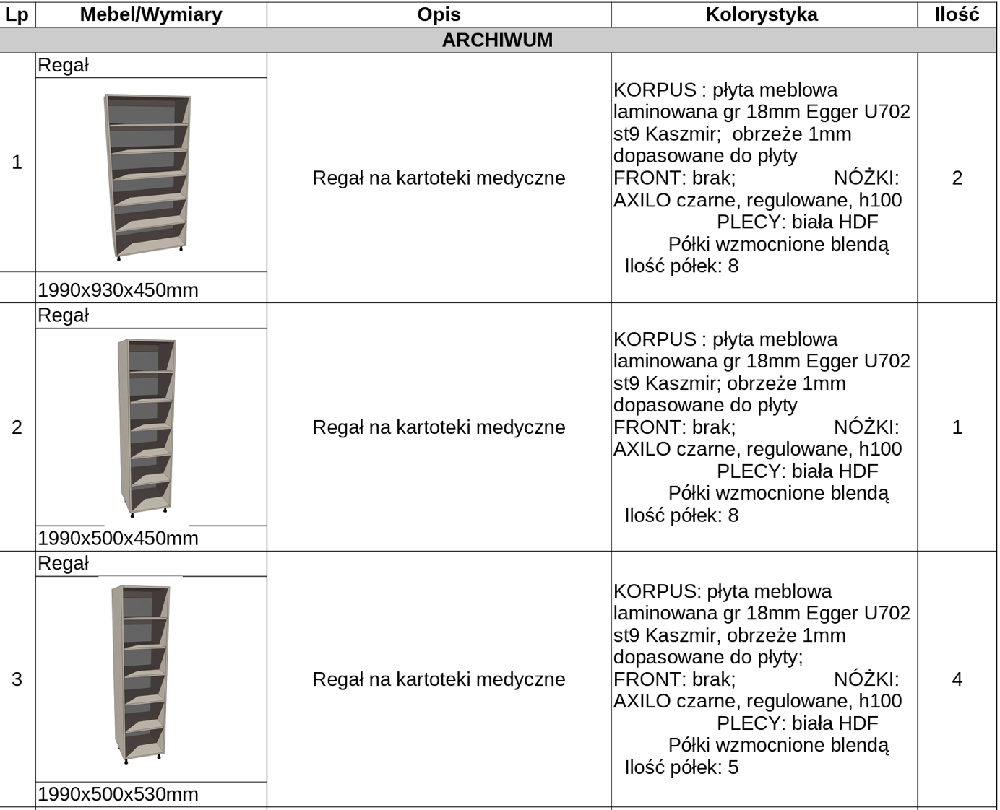 Lp Mebel/Wymiary Opis Kolorystyka Ilość
ARCHIWUM
Regał
1
Regał na kartoteki medyczne
KORPUS : płyta meblowa
laminowana gr 18mm Egger U702
st9 Kaszmir;  obrzeże 1mm
dopasowane do płyty
FRONT: brak; NÓŻKI:
AXILO czarne, regulowane, h100
PLECY: biała HDF
Półki wzmocnione blendą
Ilość półek: 8
2
1990x930x450mm
Regał
2
Regał na kartoteki medyczne
KORPUS : płyta meblowa
laminowana gr 18mm Egger U702
st9 Kaszmir; obrzeże 1mm
dopasowane do płyty
FRONT: brak; NÓŻKI:
AXILO czarne, regulowane, h100
PLECY: biała HDF
Półki wzmocnione blendą
Ilość półek: 8
1
1990x500x450mm
Regał
3
Regał na kartoteki medyczne
KORPUS: płyta meblowa
laminowana gr 18mm Egger U702
st9 Kaszmir, obrzeże 1mm
dopasowane do płyty;
FRONT: brak; NÓŻKI:
AXILO czarne, regulowane, h100
PLECY: biała HDF
Półki wzmocnione blendą
Ilość półek: 5
4
1990x500x530mm